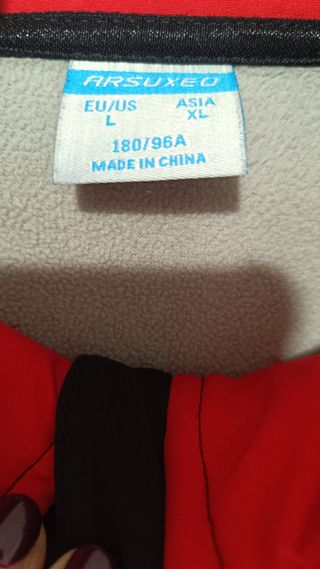 ARSUXEO
EU/US ASIA
L XL
180/96A
MADE IN CHINA